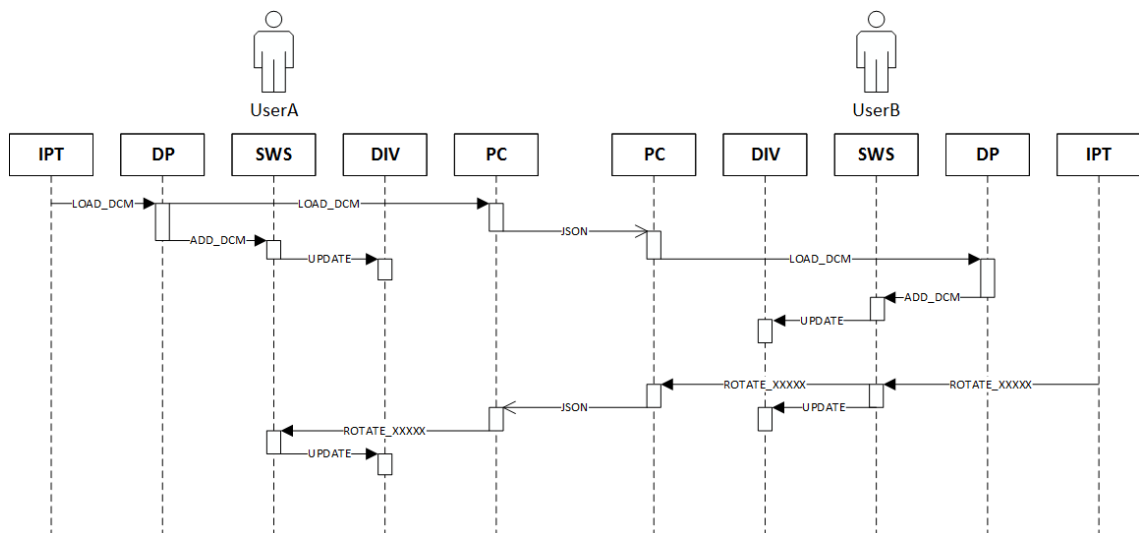 UserA UserB
IPT DP SWS DIV PC PC DIV SWS DP IPT
LOAD_DCM LOAD_DCM
JSON
ADD_DCM
UPDATE LOAD_DCM
ADD_DCM
UPDATE
ROTATE_XXXXX ROTATE_XXXXX
JSON UPDATE
ROTATE_XXXXX
UPDATE